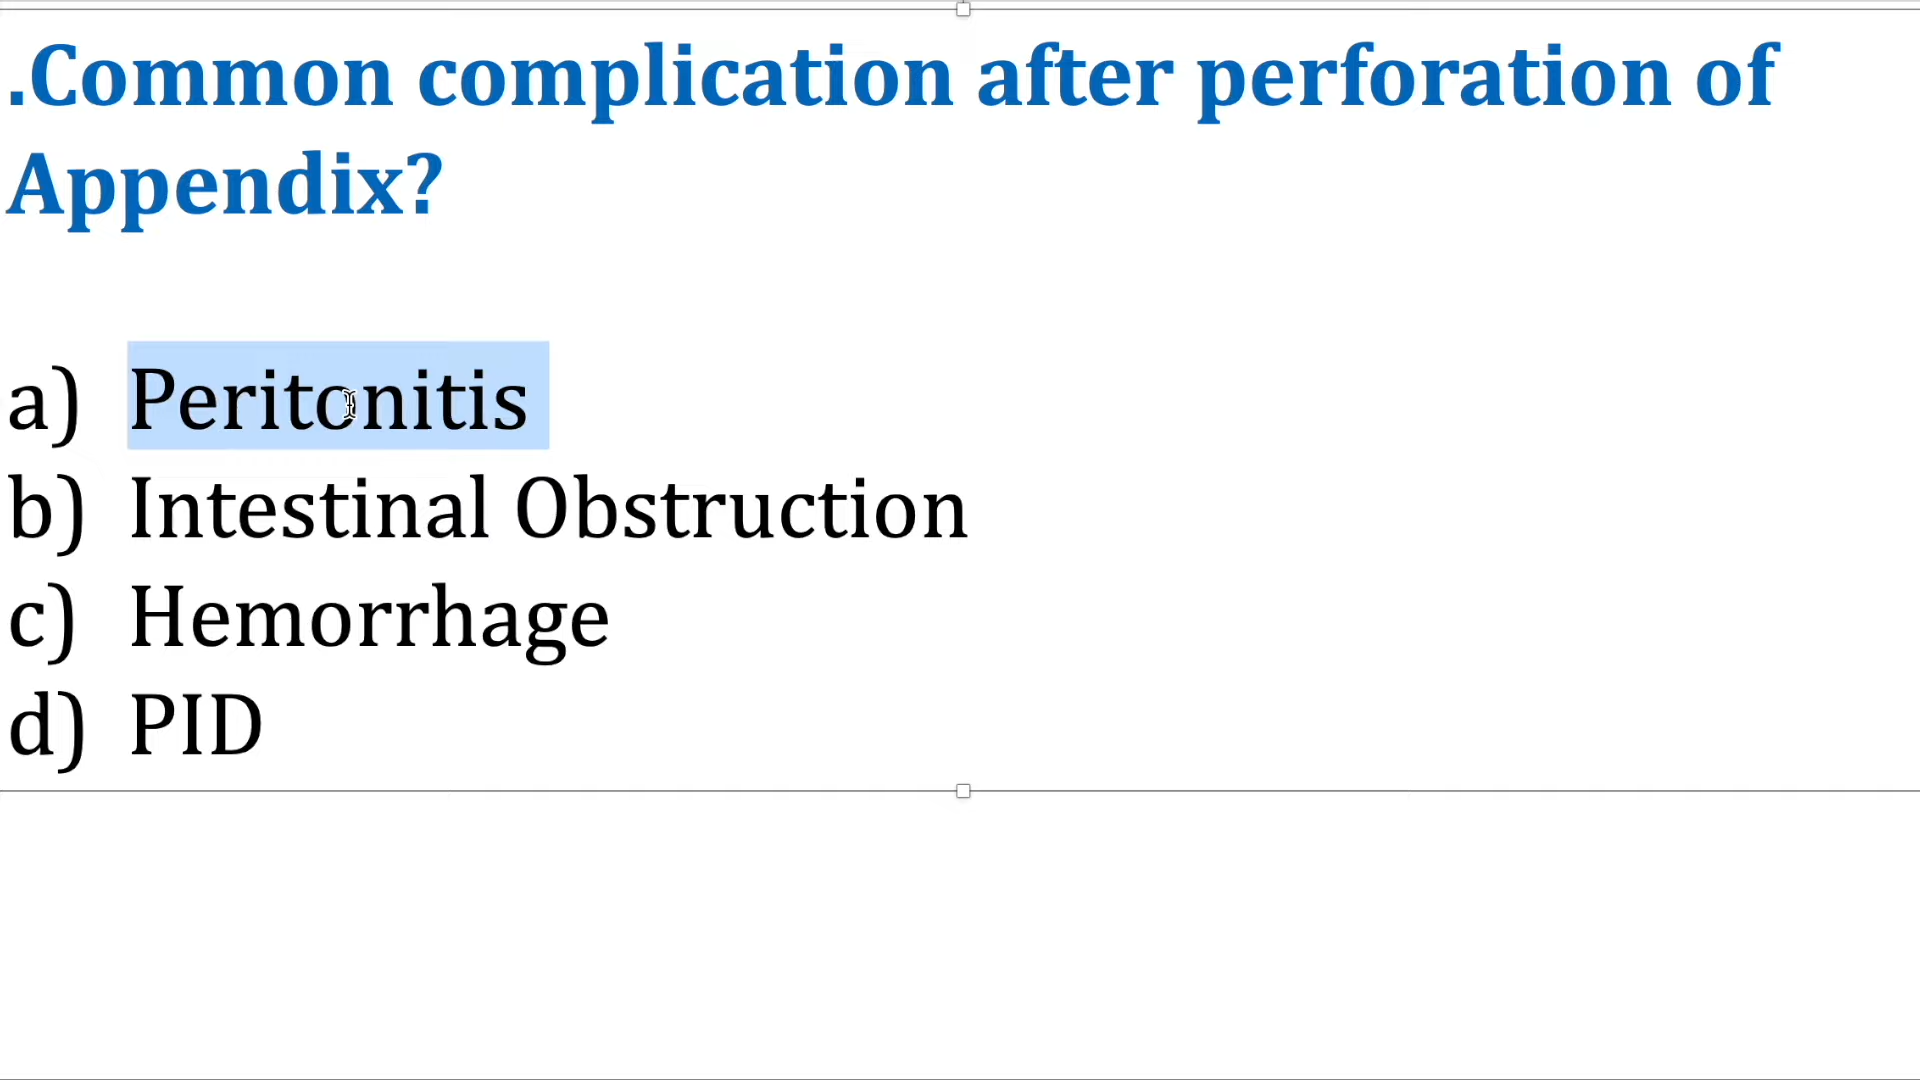 .Common complication after perforation of
Appendix?
a) Peritonitis
b) Intestinal Obstruction
c) Hemorrhage
d) PID